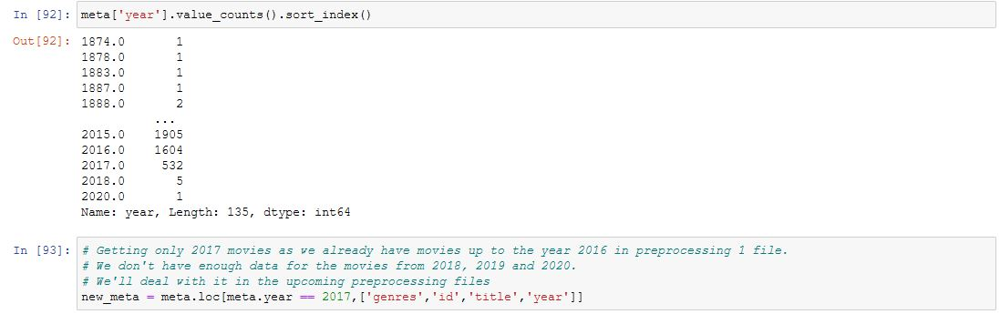 In [92]: meta['year'].value_counts().sort_index()
Out[92]: 1874.0 1
1878.0 1
1883.0 1
1887.0 1
1888.0 2
...
2015.0 1905
2016.0 1604
2017.0 532
2018.0 5
2020.0 1
Name: year, Length: 135, dtype: int64
In [93]: # Getting only 2017 movies as we already have movies up to the year 2016 in preprocessing 1 file.
# We don't have enough data for the movies from 2018, 2019 and 2020.
# We'll deal with it in the upcoming preprocessing files
new_meta = meta.loc[meta.year == 2017,['genres','id','title','year']]